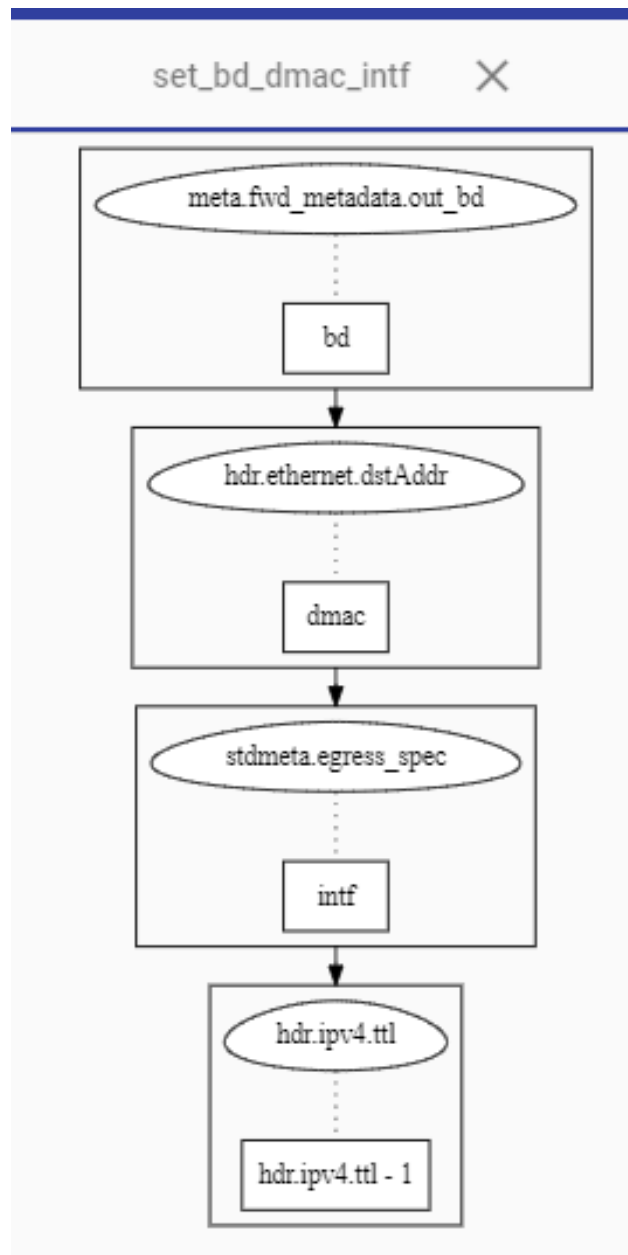 set_bd_dmac_intf
meta.fwd_metadata.out_bd
bd
hdr.ethernet.dstAddr
dmac
stdmeta.egress_spec
intf
hdr.ipv4.ttl
hdr.ipv4.ttl - 1